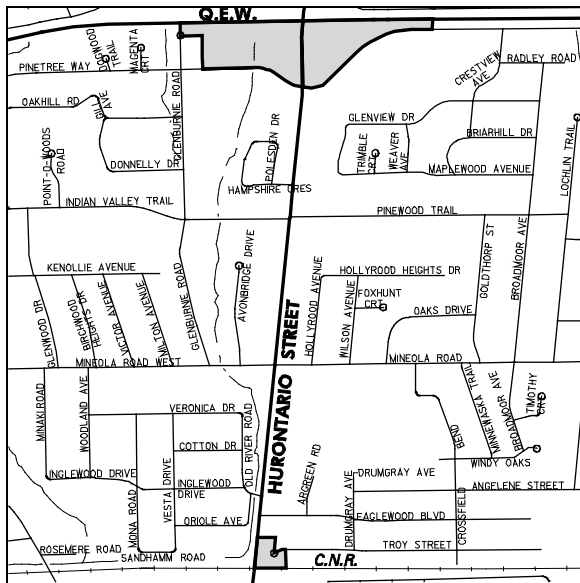 Q.E.W.
DOGWOOD
TRAIL
MAGENTA
CRT
PINETREE WAY
CRESTVIEW
AVE
RADLEY ROAD
OAKHILL RD
GILL
AVE
GLENBURNE ROAD
GLENVIEW DR
POLESDEN DR
BRIARHILL DR
POINT-O-WOODS
ROAD
DONNELLY DR
TRIMBLE
CRT
WEAVER
AVE
MAPLEWOOD AVENUE
LOCHLIN TRAIL
HAMPSHIRE CRES
INDIAN VALLEY TRAIL
PINEWOOD TRAIL
GOLDTHORP ST
BROADMOOR AVE
KENOLLIE AVENUE
GLENBURNE ROAD
AVONBRIDGE DRIVE
HOLLYROOD AVENUE
HOLLYROOD HEIGHTS DR
FOXHUNT
CRT
WILSON AVENUE
OAKS DRIVE
GLENWOOD DR
BIRCHWOOD
HEIGHTS DR
VICTOR AVENUE
MILTON AVENUE
HURONTARIO STREET
MINEOLA ROAD WEST
MINEOLA ROAD
MINAKI ROAD
WOODLAND AVE
VERONICA DR
OLD RIVER ROAD
MINNEWASKA TRAIL
BROADMOOR AVE
TIMOTHY
CRT
COTTON DR
ARGREEN RD
BEND
WINDY OAKS
INGLEWOOD DRIVE
INGLEWOOD
DRIVE
DRUMGRAY AVE
ANGELENE STREET
MONA ROAD
VESTA DRIVE
ORIOLE AVE
DRUMGRAY AVE
EAGLEWOOD BLVD
CROSSFIELD
ROSEMERE ROAD
SANDHAMM ROAD
C.N.R.
TROY STREET